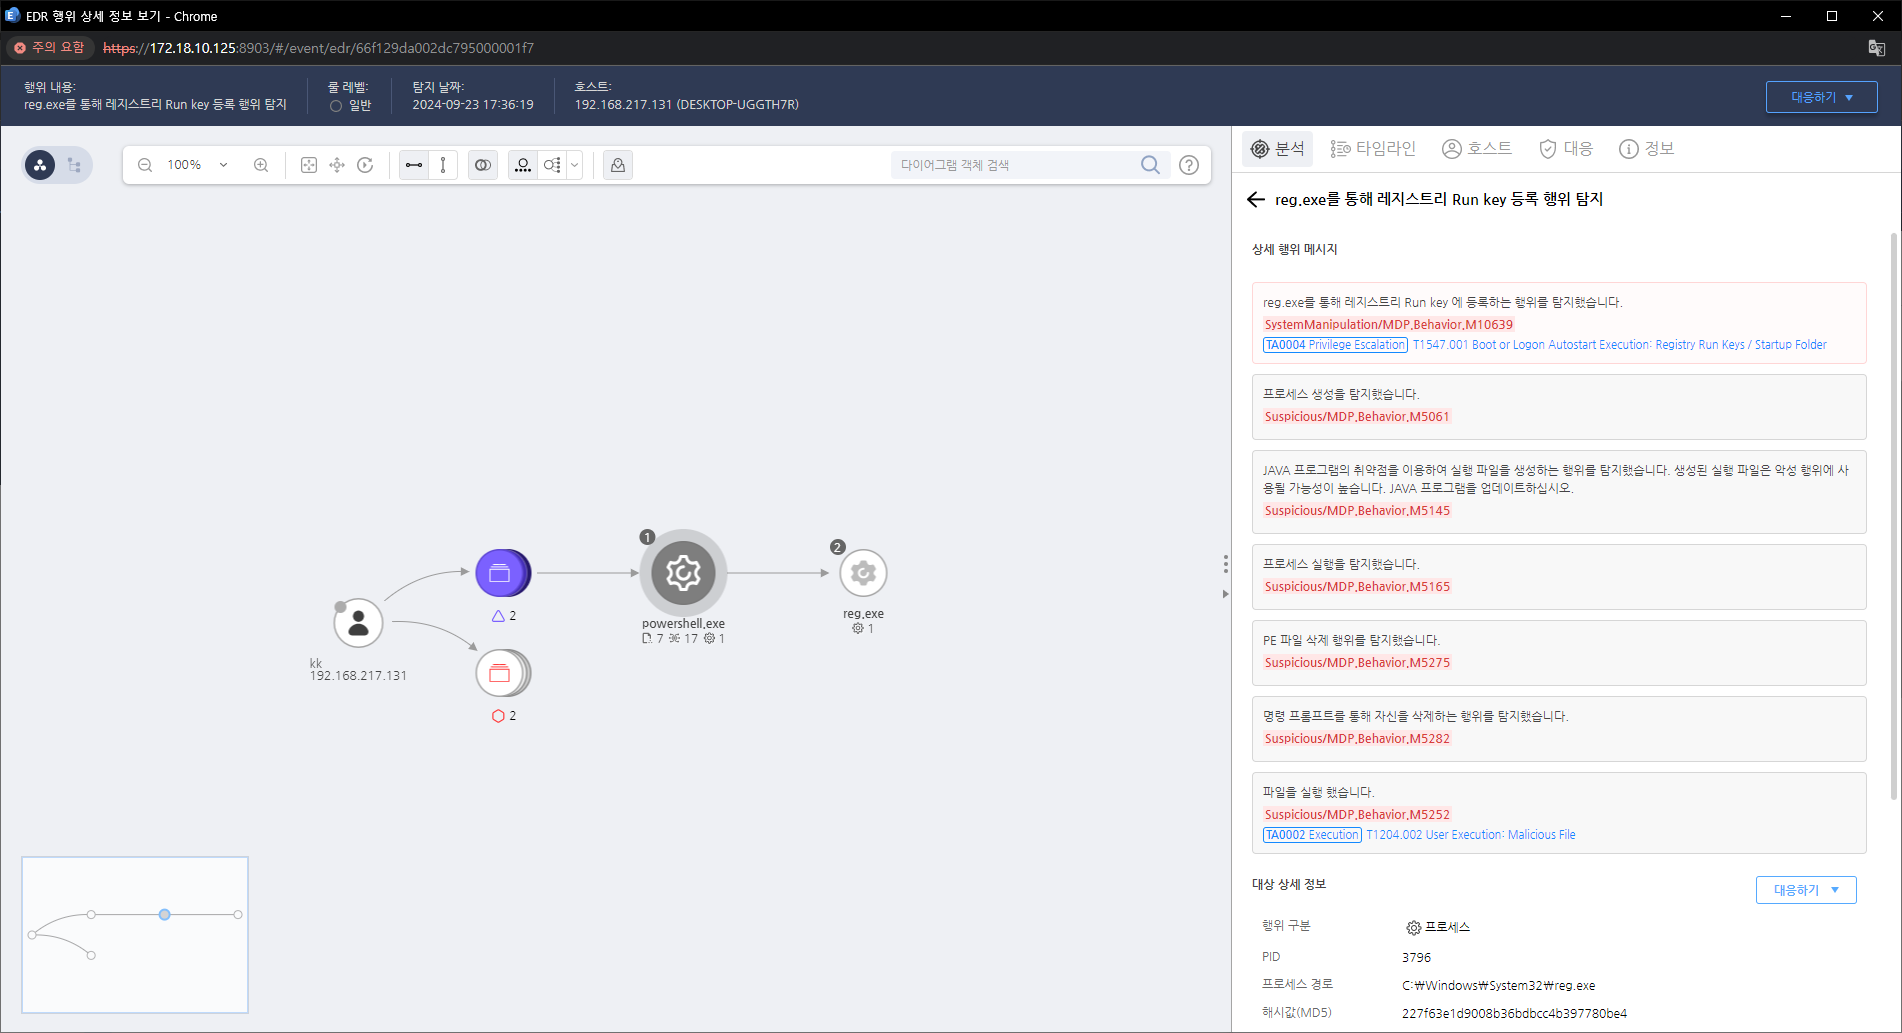 EDR 행위 상세 정보 보기 - Chrome
주의 요함 https://172.18.10.125:8903/#/event/edr/66f129da002dc795000001f7
행위 내용:
reg.exe를 통해 레지스트리 Run key 등록 행위 탐지
룰 레벨:
일반
탐지 날짜:
2024-09-23 17:36:19
호스트:
192.168.217.131 (DESKTOP-UGGTH7R)
대응하기
100%
다이어그램 객체 검색
?
kk
192.168.217.131
2
2
1
powershell.exe
7 17 1
2
reg.exe
1
분석 타임라인 호스트 대응 정보
reg.exe를 통해 레지스트리 Run key 등록 행위 탐지
상세 행위 메시지
reg.exe를 통해 레지스트리 Run key 에 등록하는 행위를 탐지했습니다.
SystemManipulation/MDP.Behavior.M10639
TA0004 Privilege Escalation T1547.001 Boot or Logon Autostart Execution: Registry Run Keys / Startup Folder
프로세스 생성을 탐지했습니다.
Suspicious/MDP.Behavior.M5061
JAVA 프로그램의 취약점을 이용하여 실행 파일을 생성하는 행위를 탐지했습니다. 생성된 실행 파일은 악성 행위에 사
용될 가능성이 높습니다. JAVA 프로그램을 업데이트하십시오.
Suspicious/MDP.Behavior.M5145
프로세스 실행을 탐지했습니다.
Suspicious/MDP.Behavior.M5165
PE 파일 삭제 행위를 탐지했습니다.
Suspicious/MDP.Behavior.M5275
명령 프롬프트를 통해 자신을 삭제하는 행위를 탐지했습니다.
Suspicious/MDP.Behavior.M5282
파일을 실행 했습니다.
Suspicious/MDP.Behavior.M5252
TA0002 Execution T1204.002 User Execution: Malicious File
대상 상세 정보
대응하기
행위 구분 프로세스
PID 3796
프로세스 경로 C:₩Windows₩System32₩reg.exe
해시값(MD5) 227f63e1d9008b36bdbcc4b397780be4